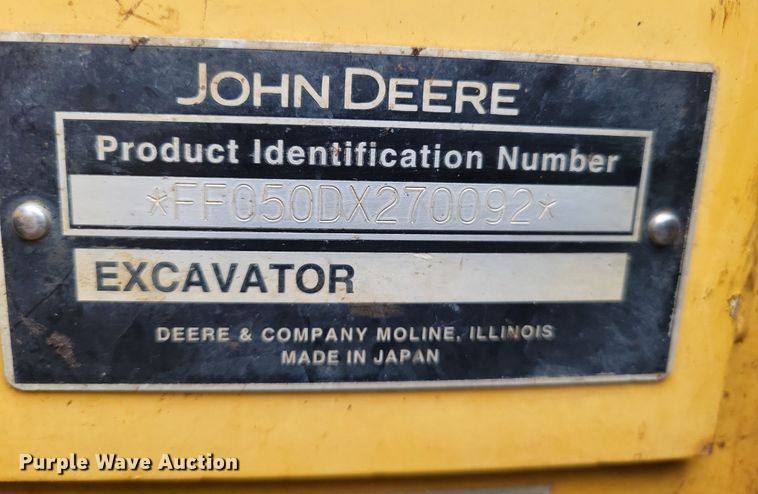 JOHN DEERE
Product Identification Number
*FF050DX270092*
EXCAVATOR
DEERE & COMPANY MOLINE, ILLINOIS
MADE IN JAPAN
Purple Wave Auction